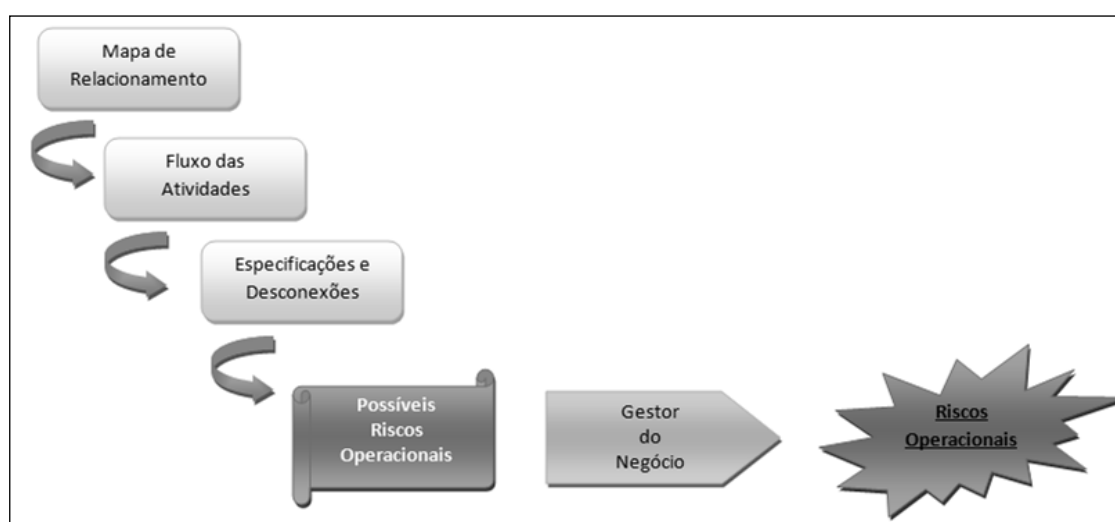 Mapa de
Relacionamento
Fluxo das
Atividades
Especificações e
Desconexões
Possíveis
Riscos
Operacionais
Gestor
do
Negócio
Riscos
Operacionais